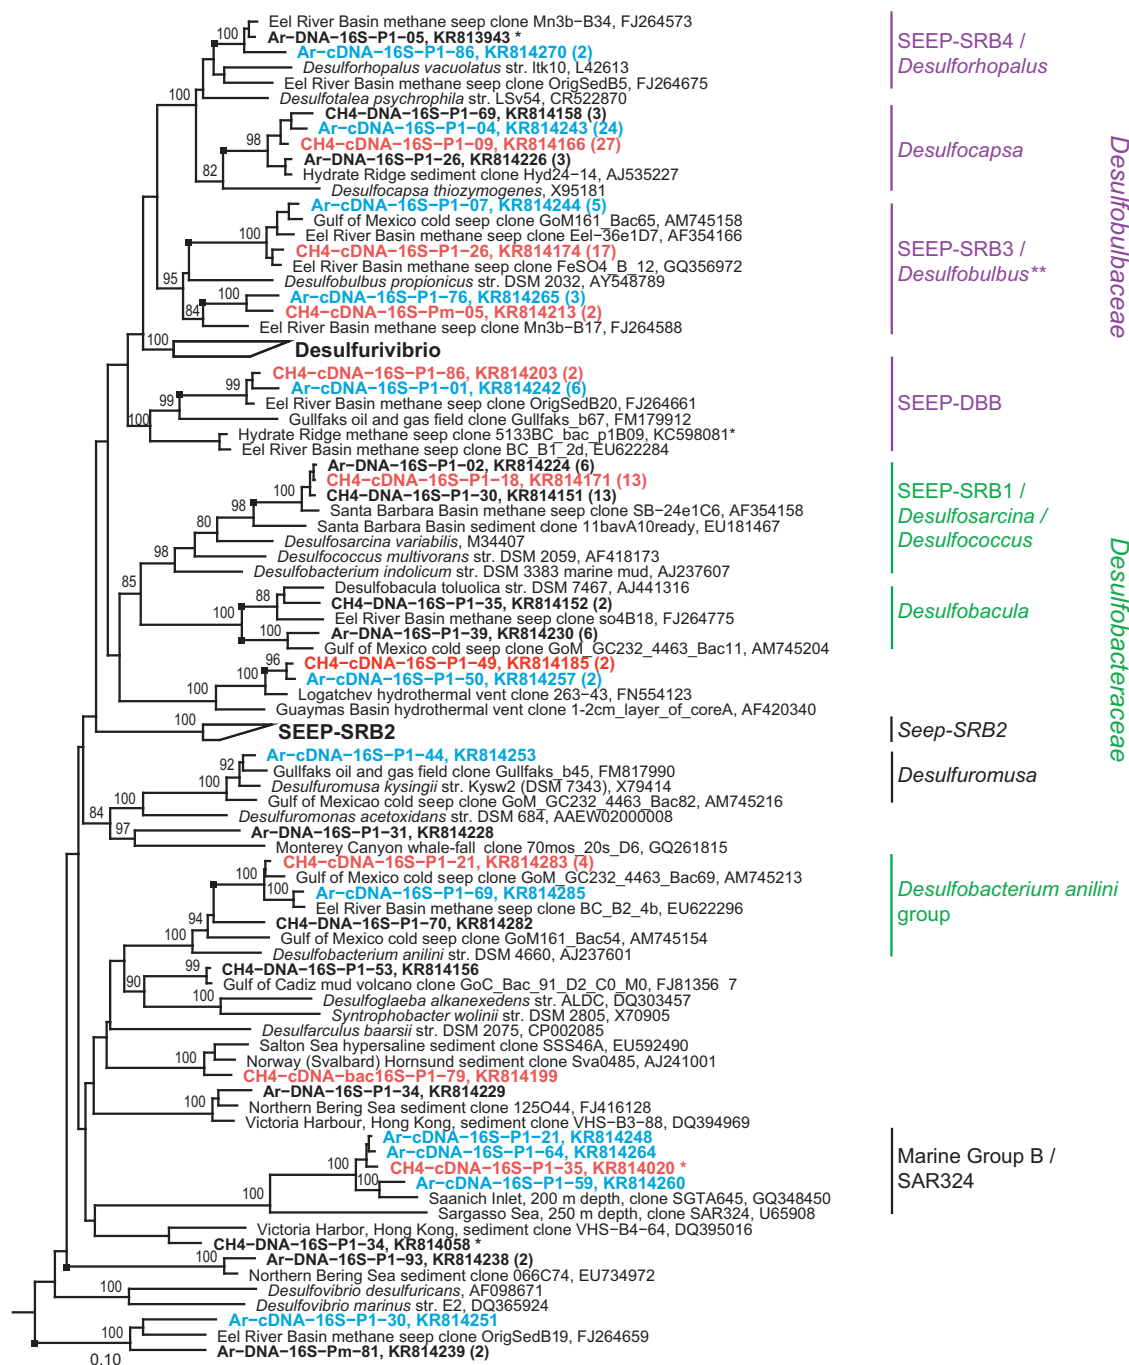 Eel River Basin methane seep clone Mn3b−B34, FJ264573
100
Ar−DNA−16S−P1−05, KR813943 *
Ar−cDNA−16S−P1−86, KR814270 (2)
Desulforhopalus vacuolatus str. ltk10, L42613
Eel River Basin methane seep clone OrigSedB5, FJ264675
100
Desulfotalea psychrophila str. LSv54, CR522870
SEEP-SRB4 /
Desulforhopalus
CH4−DNA−16S−P1−69, KR814158 (3)
Ar−cDNA−16S−P1−04, KR814243 (24)
98
CH4−cDNA−16S−P1−09, KR814166 (27)
Ar−DNA−16S−P1−26, KR814226 (3)
82
Hydrate Ridge sediment clone Hyd24−14, AJ535227
Desulfocapsa thiozymogenes, X95181
Desulfocapsa
Ar−cDNA−16S−P1−07, KR814244 (5)
Gulf of Mexico cold seep clone GoM161_Bac65, AM745158
100
Eel River Basin methane seep clone Eel−36e1D7, AF354166
CH4−cDNA−16S−P1−26, KR814174 (17)
Eel River Basin methane seep clone FeSO4_B_12, GQ356972
95
Desulfobulbus propionicus str. DSM 2032, AY548789
100
Ar−cDNA−16S−P1−76, KR814265 (3)
84
CH4−cDNA−16S−Pm−05, KR814213 (2)
Eel River Basin methane seep clone Mn3b−B17, FJ264588
SEEP-SRB3 /
Desulfobulbus**
Desulfobulbaceae
100
Desulfurivibrio
CH4−cDNA−16S−P1−86, KR814203 (2)
99
Ar−cDNA−16S−P1−01, KR814242 (6)
99
Eel River Basin methane seep clone OrigSedB20, FJ264661
Gullfaks oil and gas field clone Gullfaks_b67, FM179912
100
Hydrate Ridge methane seep clone 5133BC_bac_p1B09, KC598081*
Eel River Basin methane seep clone BC_B1_2d, EU622284
SEEP-DBB
Ar−DNA−16S−P1−02, KR814224 (6)
CH4−cDNA−16S−P1−18, KR814171 (13)
100
CH4−DNA−16S−P1−30, KR814151 (13)
98
Santa Barbara Basin methane seep clone SB−24e1C6, AF354158
80
Santa Barbara Basin sediment clone 11bavA10ready, EU181467
Desulfosarcina variabilis, M34407
98
Desulfococcus multivorans str. DSM 2059, AF418173
Desulfobacterium indolicum str. DSM 3383 marine mud, AJ237607
SEEP-SRB1 /
Desulfosarcina /
Desulfococcus
85
Desulfobacula toluolica str. DSM 7467, AJ441316
88
CH4−DNA−16S−P1−35, KR814152 (2)
100
Eel River Basin methane seep clone so4B18, FJ264775
100
Ar−DNA−16S−P1−39, KR814230 (6)
Gulf of Mexico cold seep clone GoM_GC232_4463_Bac11, AM745204
Desulfobacula
96
CH4−cDNA−16S−P1−49, KR814185 (2)
Ar−cDNA−16S−P1−50, KR814257 (2)
100
Logatchev hydrothermal vent clone 263−43, FN554123
Guaymas Basin hydrothermal vent clone 1-2cm_layer_of_coreA, AF420340
Desulfobacteraceae
100
SEEP−SRB2
Seep-SRB2
Ar−cDNA−16S−P1−44, KR814253
92
Gullfaks oil and gas field clone Gullfaks_b45, FM817990
Desulfuromusa kysingii str. Kysw2 (DSM 7343), X79414
100
Gulf of Mexicao cold seep clone GoM_GC232_4463_Bac82, AM745216
84
Desulfuromonas acetoxidans str. DSM 684, AAEW02000008
97
Ar−DNA−16S−P1−31, KR814228
Monterey Canyon whale−fall clone 70mos_20s_D6, GQ261815
Desulfuromusa
CH4−cDNA−16S−P1−21, KR814283 (4)
100
Gulf of Mexico cold seep clone GoM_GC232_4463_Bac69, AM745213
100
Ar−cDNA−16S−P1−69, KR814285
Eel River Basin methane seep clone BC_B2_4b, EU622296
94
CH4−DNA−16S−P1−70, KR814282
100
Gulf of Mexico cold seep clone GoM161_Bac54, AM745154
Desulfobacterium anilini str. DSM 4660, AJ237601
Desulfobacterium anilini
group
99
CH4−DNA−16S−P1−53, KR814156
90
Gulf of Cadiz mud volcano clone GoC_Bac_91_D2_C0_M0, FJ81356 7
100
Desulfoglaeba alkanexedens str. ALDC, DQ303457
Syntrophobacter wolinii str. DSM 2805, X70905
Desulfarculus baarsii str. DSM 2075, CP002085
Salton Sea hypersaline sediment clone SSS46A, EU592490
100
Norway (Svalbard) Hornsund sediment clone Sva0485, AJ241001
CH4−cDNA−bac16S−P1−79, KR814199
Ar−DNA−16S−P1−34, KR814229
100
Northern Bering Sea sediment clone 125O44, FJ416128
Victoria Harbour, Hong Kong, sediment clone VHS−B3−88, DQ394969
Ar−cDNA−16S−P1−21, KR814248
Ar−cDNA−16S−P1−64, KR814264
100
CH4−cDNA−16S−P1−35, KR814020 *
100
Ar−cDNA−16S−P1−59, KR814260
Saanich Inlet, 200 m depth, clone SGTA645, GQ348450
Sargasso Sea, 250 m depth, clone SAR324, U65908
Marine Group B /
SAR324
Victoria Harbor, Hong Kong, sediment clone VHS−B4−64, DQ395016
CH4−DNA−16S−P1−34, KR814058 *
100
Ar−DNA−16S−P1−93, KR814238 (2)
Northern Bering Sea sediment clone 066C74, EU734972
100
Desulfovibrio desulfuricans, AF098671
Desulfovibrio marinus str. E2, DQ365924
Ar−cDNA−16S−P1−30, KR814251
100
Eel River Basin methane seep clone OrigSedB19, FJ264659
Ar−DNA−16S−Pm−81, KR814239 (2)
0.10